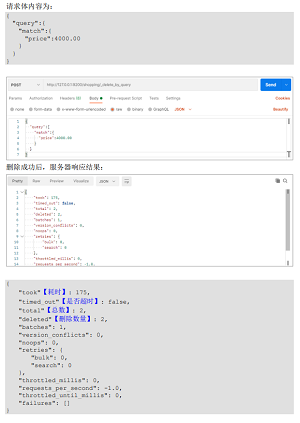 请求体内容为:
{
"query":{
"match":{
"price":4000.00
}
}
}
POST
http://127.0.0.1:9200/shopping/_delete_by_query
Send
Params Authorization Headers Body Pre-request Script Tests Settings Cookies
none form-data x-www-form-urlencoded raw binary GraphQL JSON Beautify
1 {
"query":{
"match":{
"price":4000.00
}
}
}
删除成功后,服务器响应结果:
Pretty Raw Preview Visualize JSON
1 {
2 "took": 175,
3 "timed_out": false,
4 "total": 2,
5 "deleted": 2,
6 "batches": 1,
7 "version_conflicts": 0,
8 "noops": 0,
9 "retries": {
10 "bulk": 0,
11 "search": 0
12 },
13 "throttled_millis": 0,
14 "requests_per_second": -1.0,
{
"took"【耗时】: 175,
"timed_out"【是否超时】: false,
"total"【总数】: 2,
"deleted"【删除数量】: 2,
"batches": 1,
"version_conflicts": 0,
"noops": 0,
"retries": {
"bulk": 0,
"search": 0
},
"throttled_millis": 0,
"requests_per_second": -1.0,
"throttled_until_millis": 0,
"failures": []
}